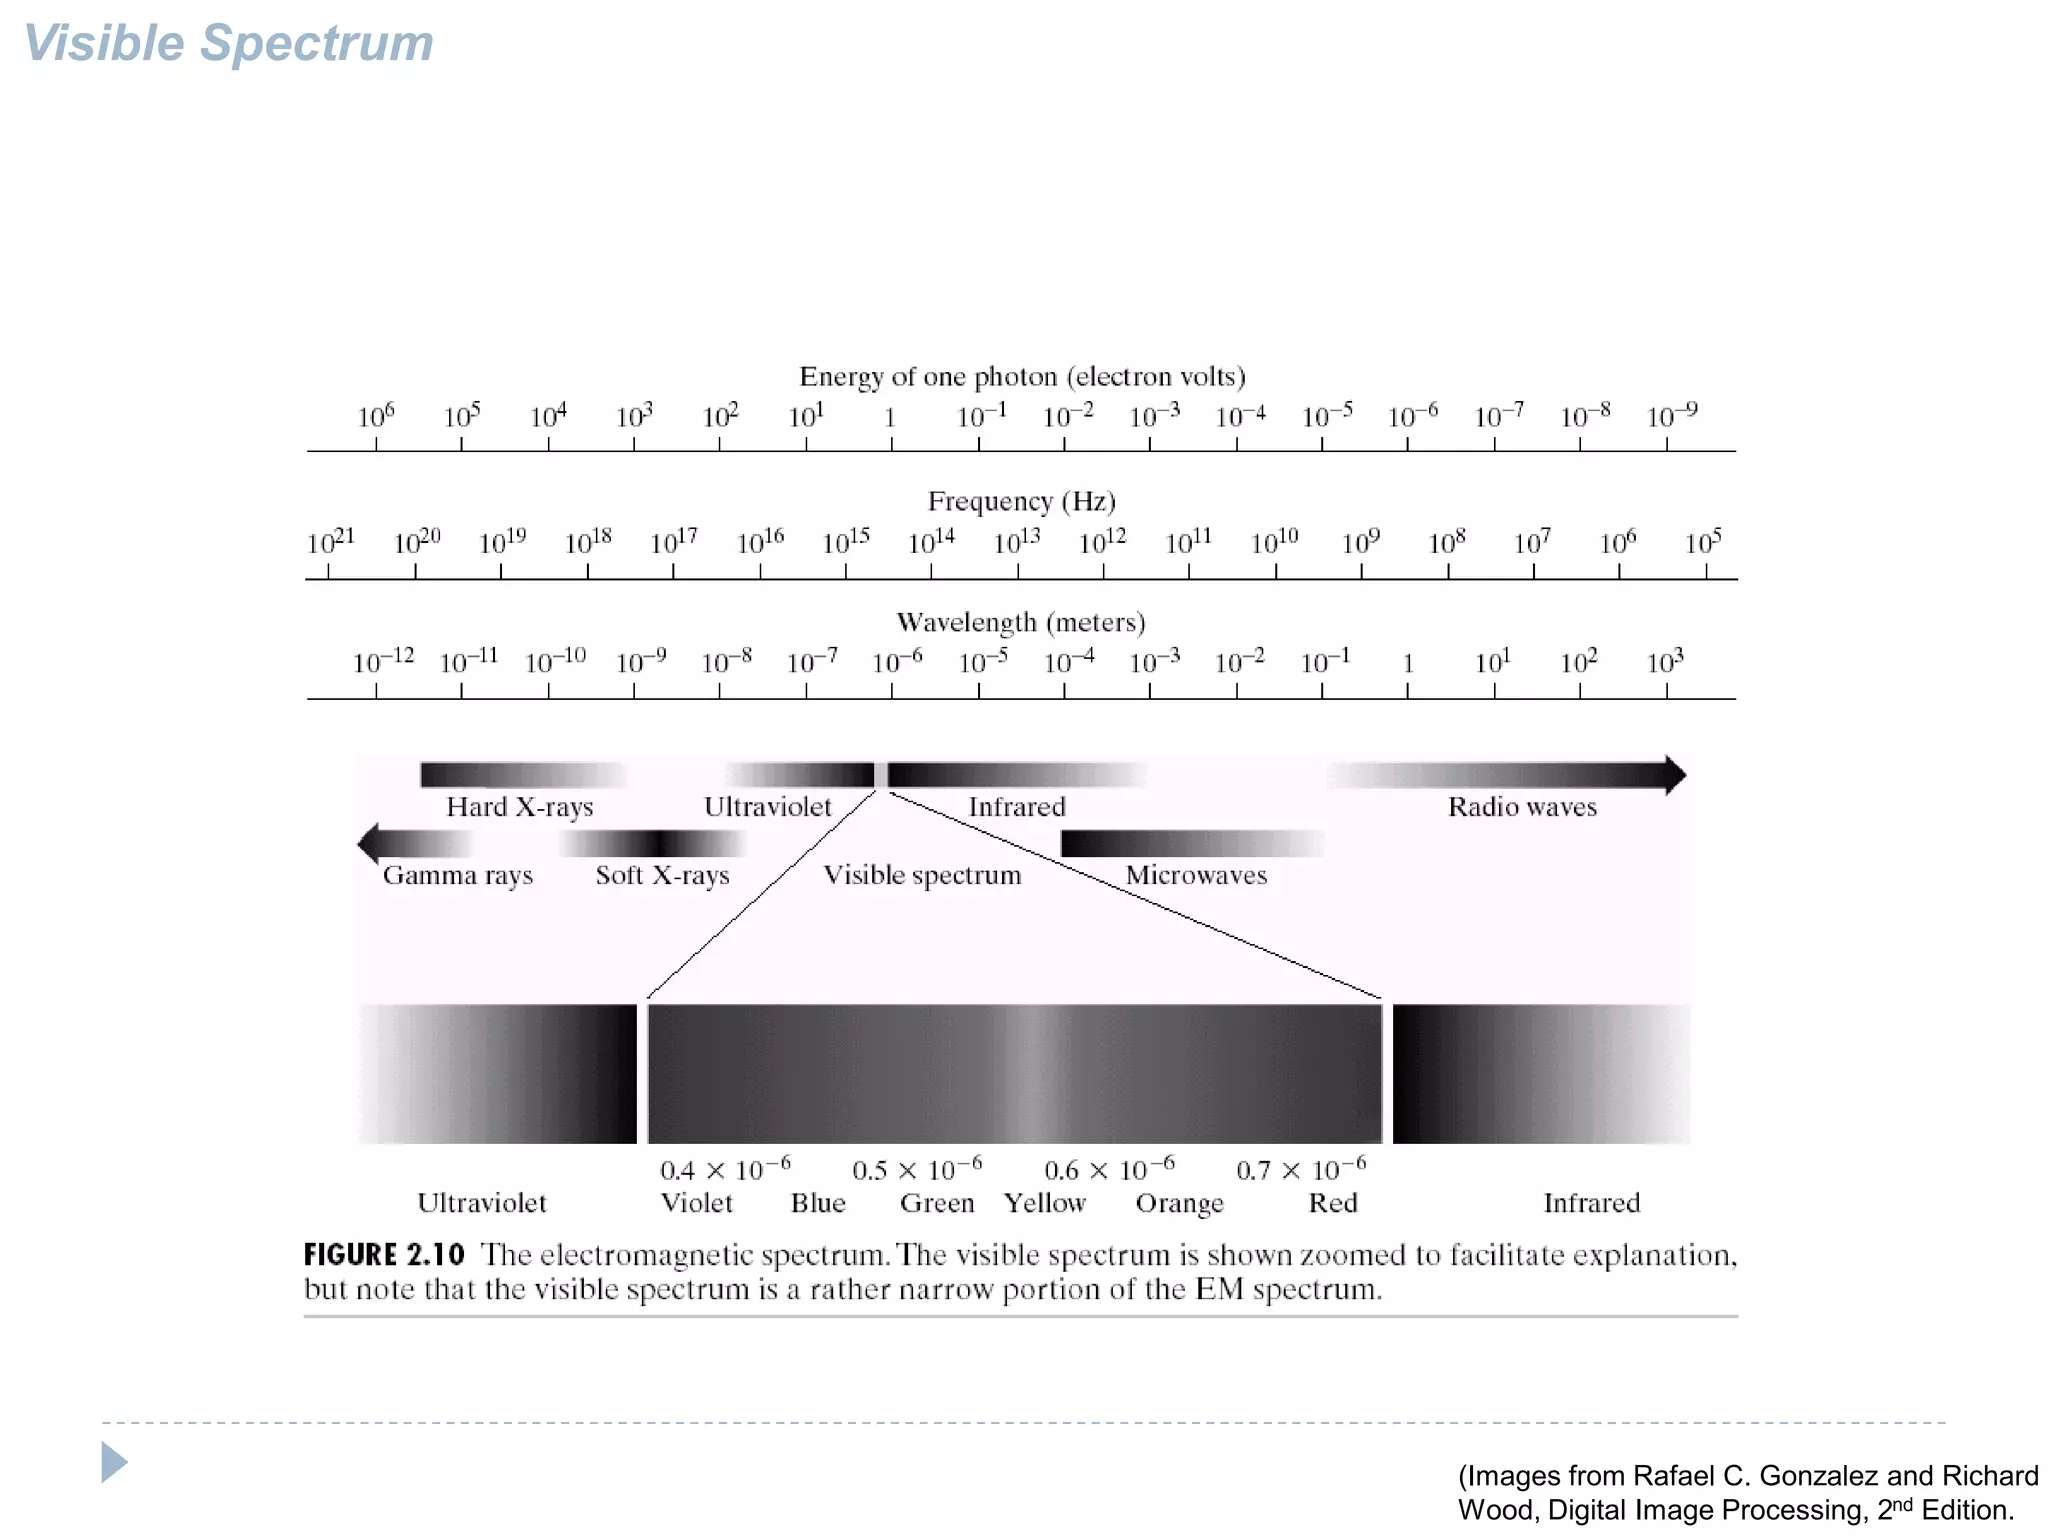 Visible Spectrum
Energy of one photon (electron volts)
10⁶ 10⁵ 10⁴ 10³ 10² 10¹ 1 10⁻¹ 10⁻² 10⁻³ 10⁻⁴ 10⁻⁵ 10⁻⁶ 10⁻⁷ 10⁻⁸ 10⁻⁹
Frequency (Hz)
10²¹ 10²⁰ 10¹⁹ 10¹⁸ 10¹⁷ 10¹⁶ 10¹⁵ 10¹⁴ 10¹³ 10¹² 10¹¹ 10¹⁰ 10⁹ 10⁸ 10⁷ 10⁶ 10⁵
Wavelength (meters)
10⁻¹² 10⁻¹¹ 10⁻¹⁰ 10⁻⁹ 10⁻⁸ 10⁻⁷ 10⁻⁶ 10⁻⁵ 10⁻⁴ 10⁻³ 10⁻² 10⁻¹ 1 10¹ 10² 10³
Hard X-rays Ultraviolet Infrared Radio waves
Gamma rays Soft X-rays Visible spectrum Microwaves
0.4 × 10⁻⁶ 0.5 × 10⁻⁶ 0.6 × 10⁻⁶ 0.7 × 10⁻⁶
Ultraviolet Violet Blue Green Yellow Orange Red Infrared
FIGURE 2.10 The electromagnetic spectrum. The visible spectrum is shown zoomed to facilitate explanation,
but note that the visible spectrum is a rather narrow portion of the EM spectrum.
(Images from Rafael C. Gonzalez and Richard
Wood, Digital Image Processing, 2nd Edition.